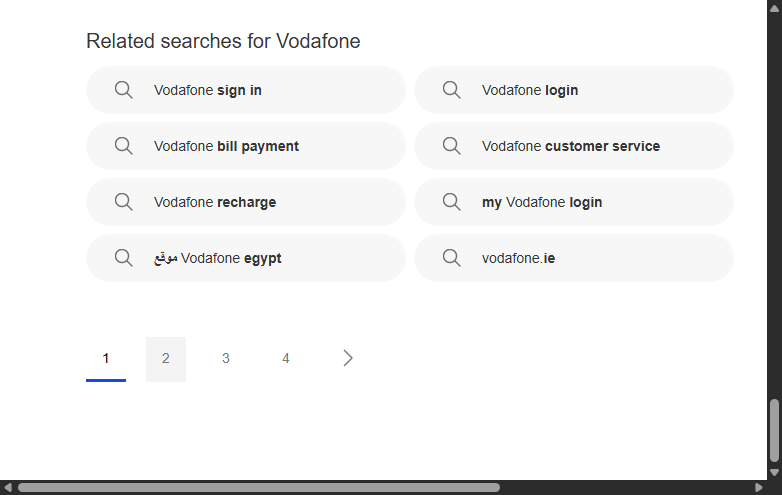 Related searches for Vodafone
Vodafone sign in
Vodafone login
Vodafone bill payment
Vodafone customer service
Vodafone recharge
my Vodafone login
موقع Vodafone egypt
vodafone.ie
1 2 3 4